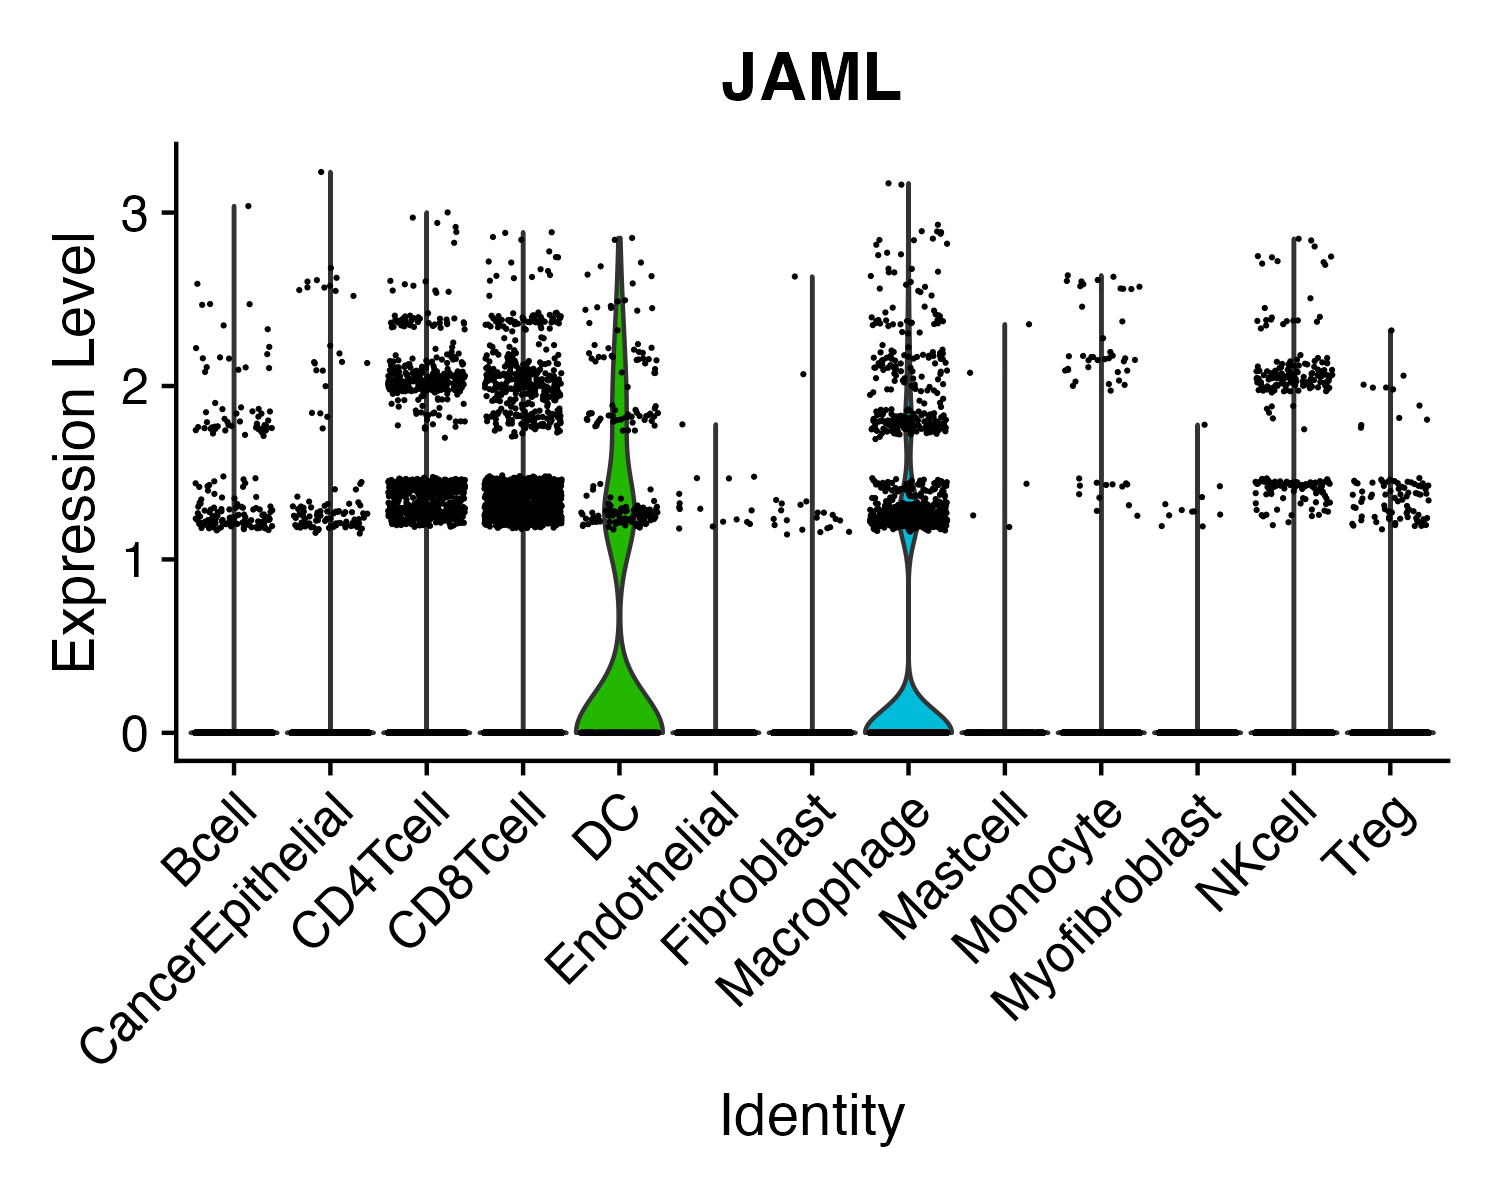 JAML
Expression Level
3
2
1
0
Bcell
CancerEpithelial
CD4Tcell
CD8Tcell
DC
Endothelial
Fibroblast
Macrophage
Mastcell
Monocyte
Myofibroblast
NKcell
Treg
Identity